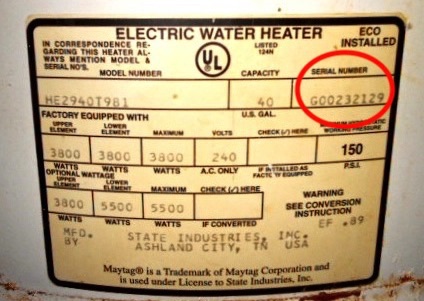 ELECTRIC WATER HEATER
ECO INSTALLED
IN CORRESPONDENCE RE-
GARDING THIS HEATER AL-
WAYS MENTION MODEL &
SERIAL NO'S.
UL
LISTED
124N
MODEL NUMBER CAPACITY SERIAL NUMBER
HE2940T981 40 G00232129
U.S. GAL.
FACTORY EQUIPPED WITH
WORKING PRESSURE
UPPER ELEMENT LOWER ELEMENT MAXIMUM VOLTS CHECK (✓) HERE
3800 3800 3800 240 150
WATTS WATTS WATTS A.C. ONLY IF INSTALLED AS P.S.I.
OPTIONAL WATTAGE
UPPER ELEMENT LOWER ELEMENT MAXIMUM CHECK (✓) HERE
3800 5500 5500
WATTS WATTS WATTS IF CONVERTED
WARNING
SEE CONVERSION
INSTRUCTION
EF .89
MFD. BY STATE INDUSTRIES, INC.
ASHLAND CITY, TN USA
Maytag® is a Trademark of Maytag Corporation and
is used under License to State Industries, Inc.